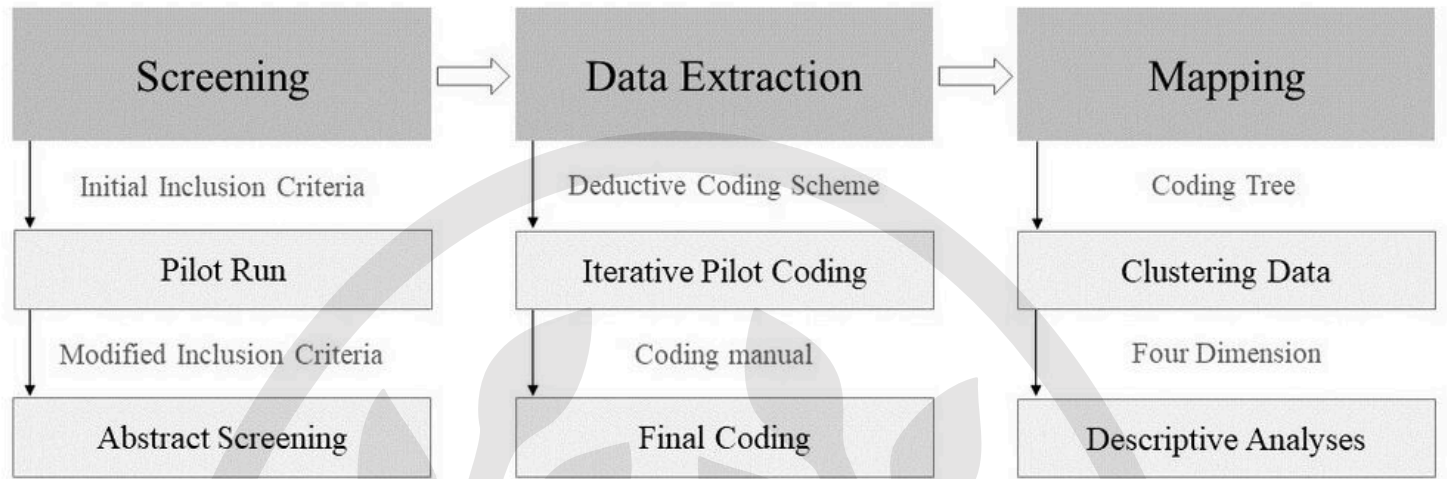 Screening
Data Extraction
Mapping
Initial Inclusion Criteria
Deductive Coding Scheme
Coding Tree
Pilot Run
Iterative Pilot Coding
Clustering Data
Modified Inclusion Criteria
Coding manual
Four Dimension
Abstract Screening
Final Coding
Descriptive Analyses